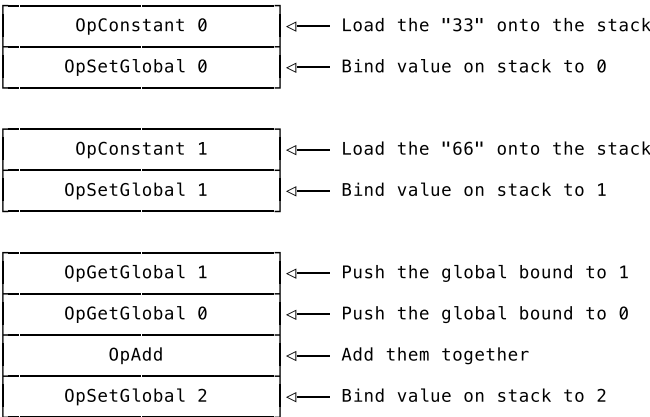 OpConstant 0 ◁── Load the "33" onto the stack
OpSetGlobal 0 ◁── Bind value on stack to 0
OpConstant 1 ◁── Load the "66" onto the stack
OpSetGlobal 1 ◁── Bind value on stack to 1
OpGetGlobal 1 ◁── Push the global bound to 1
OpGetGlobal 0 ◁── Push the global bound to 0
OpAdd ◁── Add them together
OpSetGlobal 2 ◁── Bind value on stack to 2